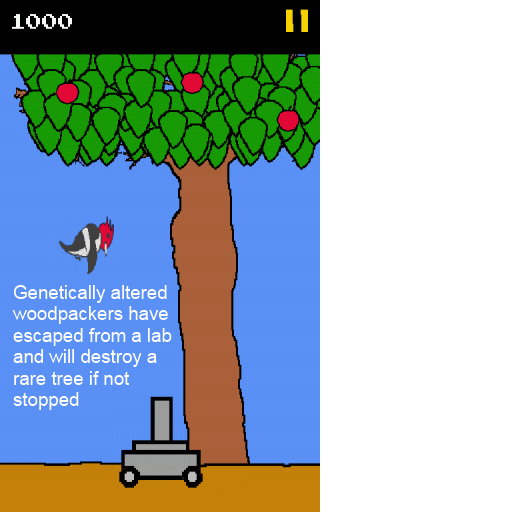 1000
Genetically altered
woodpackers have
escaped from a lab
and will destroy a
rare tree if not
stopped